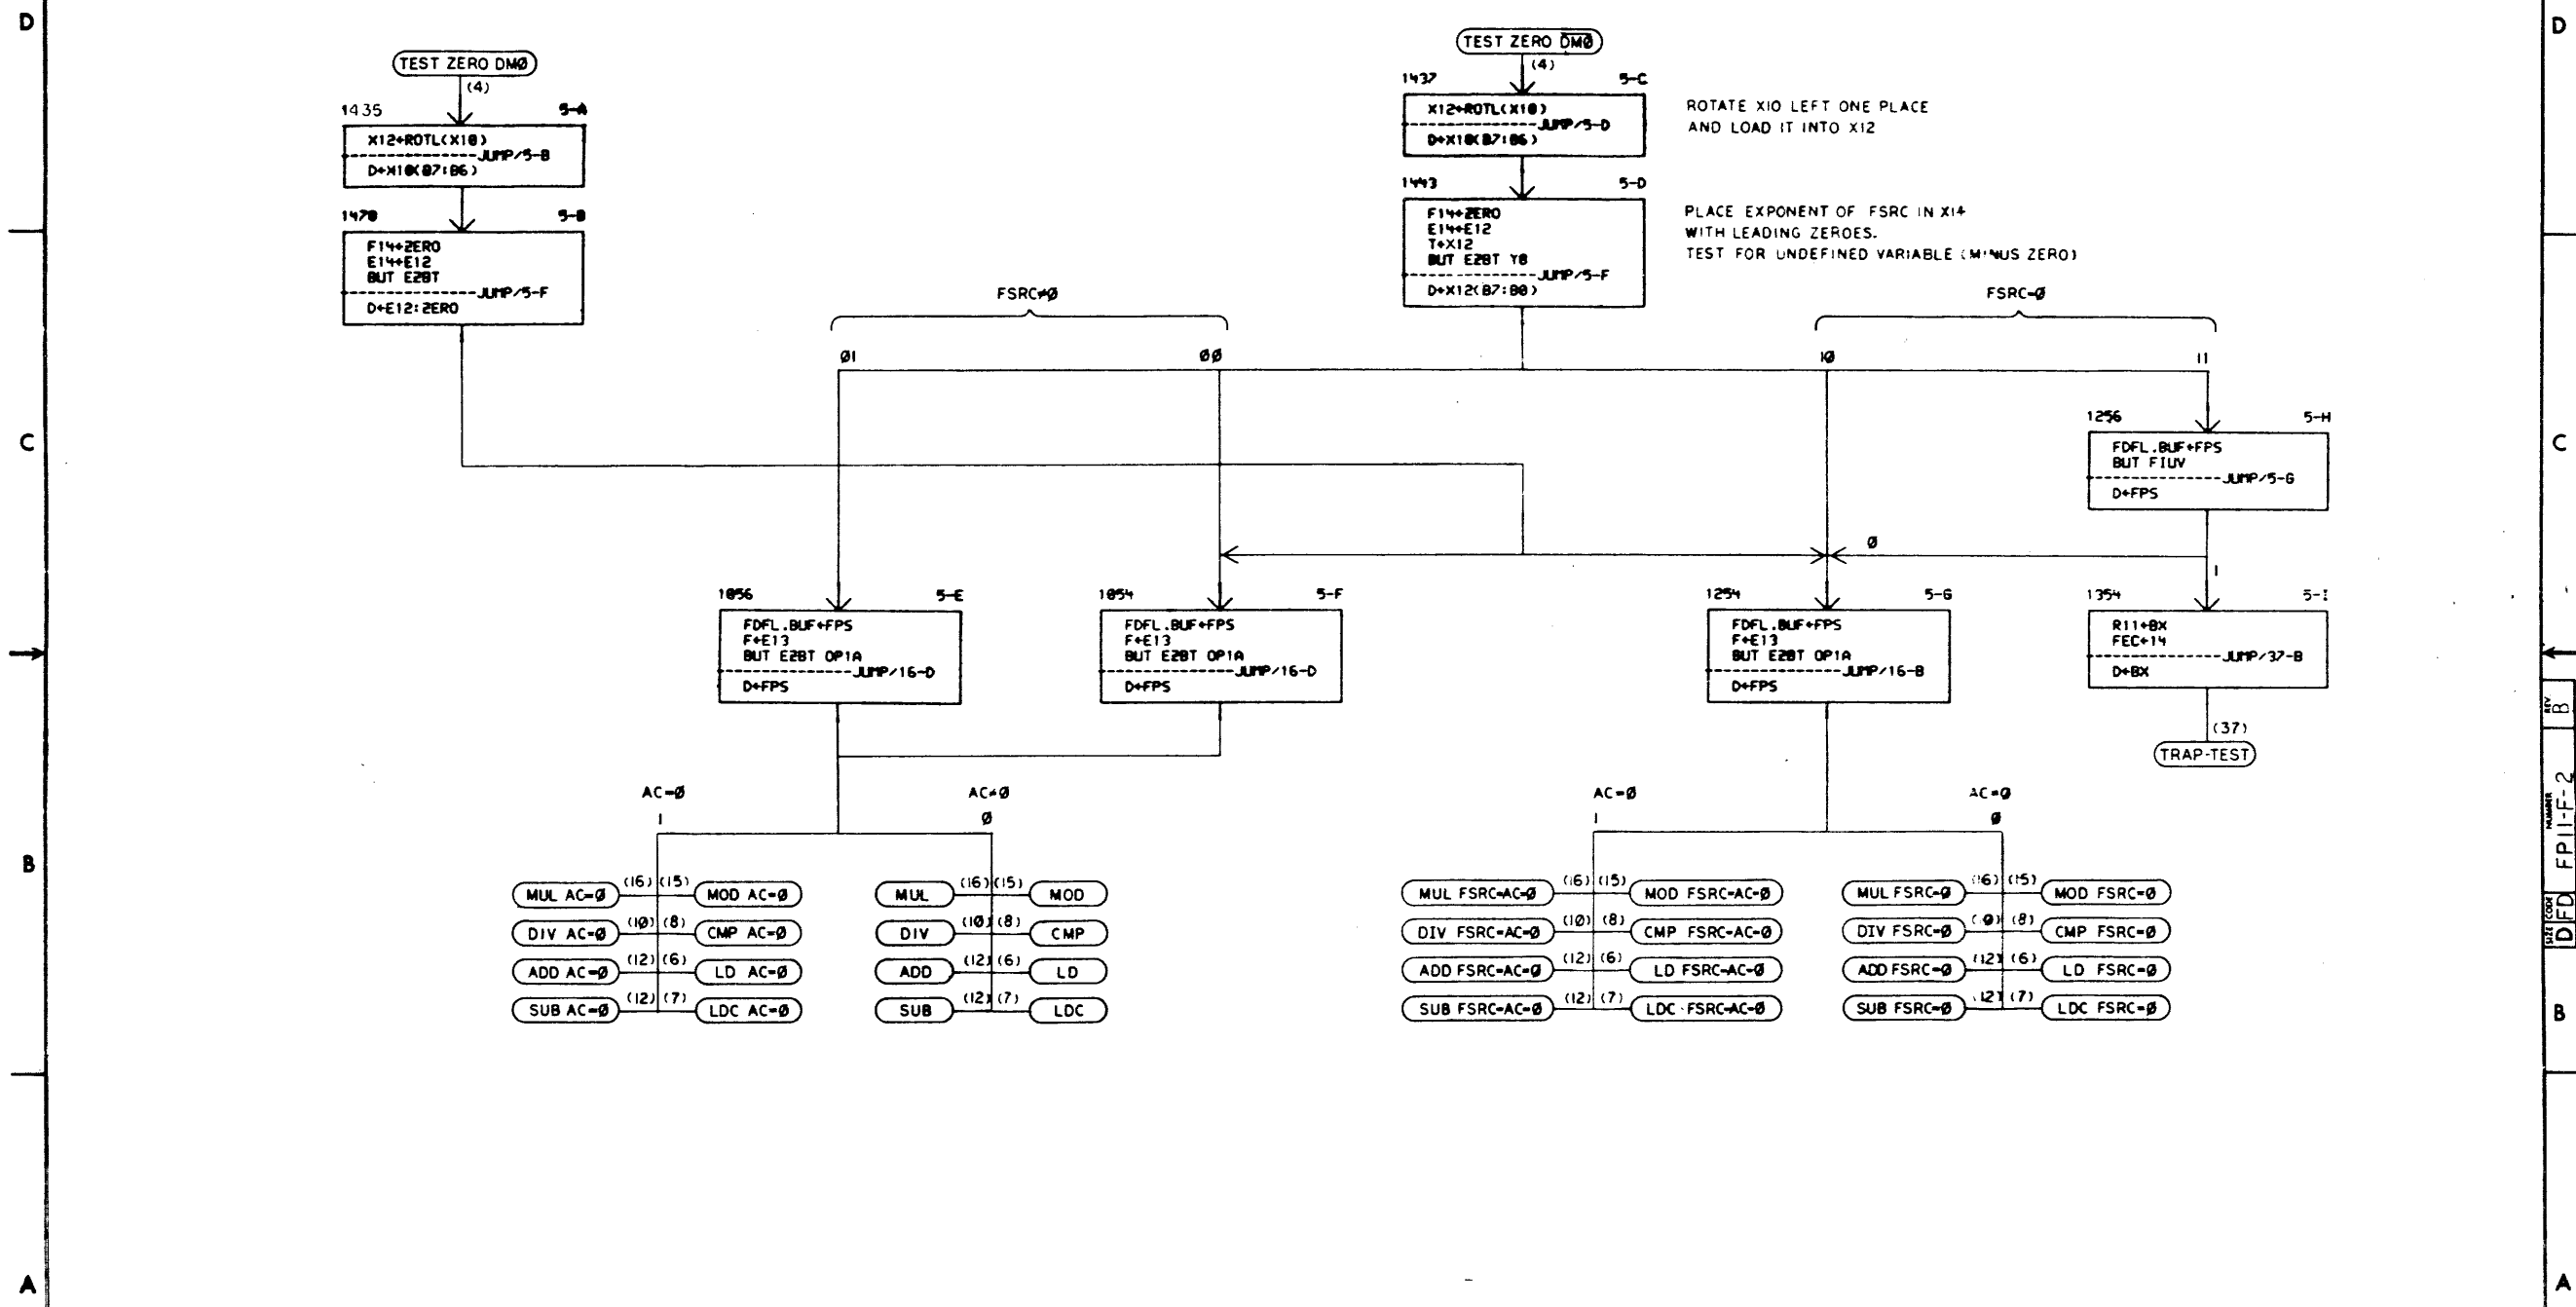 D
D
TEST ZERO DMØ
(4)
1435 5-A
X12←ROTL(X10)
JUMP/5-B
D←X10(B7:B6)
1470 5-B
F14←ZERO
E14←E12
BUT EZBT
JUMP/5-F
D←E12:ZERO
TEST ZERO D̅M̅Ø̅
(4)
1437 5-C
X12←ROTL(X10)
JUMP/5-D
D←X10(B7:B6)
ROTATE X10 LEFT ONE PLACE
AND LOAD IT INTO X12
1443 5-D
F14←ZERO
E14←E12
T←X12
BUT EZBT Y8
JUMP/5-F
D←X12(B7:B0)
PLACE EXPONENT OF FSRC IN X14
WITH LEADING ZEROES.
TEST FOR UNDEFINED VARIABLE (MINUS ZERO)
FSRC≠Ø
FSRC=Ø
Ø1
ØØ
1Ø
11
C
C
1256 5-H
FDFL.BUF←FPS
BUT FIUV
JUMP/5-G
D←FPS
Ø
1
1056 5-E
FDFL.BUF←FPS
F←E13
BUT EZBT OP1A
JUMP/16-D
D←FPS
1054 5-F
FDFL.BUF←FPS
F←E13
BUT EZBT OP1A
JUMP/16-D
D←FPS
1254 5-G
FDFL.BUF←FPS
F←E13
BUT EZBT OP1A
JUMP/16-B
D←FPS
1354 5-I
R11←BX
FEC←14
JUMP/37-B
D←BX
(37)
TRAP-TEST
AC=Ø
1
AC≠Ø
Ø
AC=Ø
1
AC=Ø
Ø
B
B
MUL AC=Ø (16) (15) MOD AC=Ø
DIV AC=Ø (10) (8) CMP AC=Ø
ADD AC=Ø (12) (6) LD AC=Ø
SUB AC=Ø (12) (7) LDC AC=Ø
MUL (16) (15) MOD
DIV (10) (8) CMP
ADD (12) (6) LD
SUB (12) (7) LDC
MUL FSRC=AC=Ø (16) (15) MOD FSRC=AC=Ø
DIV FSRC=AC=Ø (10) (8) CMP FSRC=AC=Ø
ADD FSRC=AC=Ø (12) (6) LD FSRC=AC=Ø
SUB FSRC=AC=Ø (12) (7) LDC FSRC=AC=Ø
MUL FSRC=Ø (16) (15) MOD FSRC=Ø
DIV FSRC=Ø (8) CMP FSRC=Ø
ADD FSRC=Ø (12) (6) LD FSRC=Ø
SUB FSRC=Ø (12) (7) LDC FSRC=Ø
REV
B
NUMBER
FP11-F-2
SIZE CODE
D FD
A
A